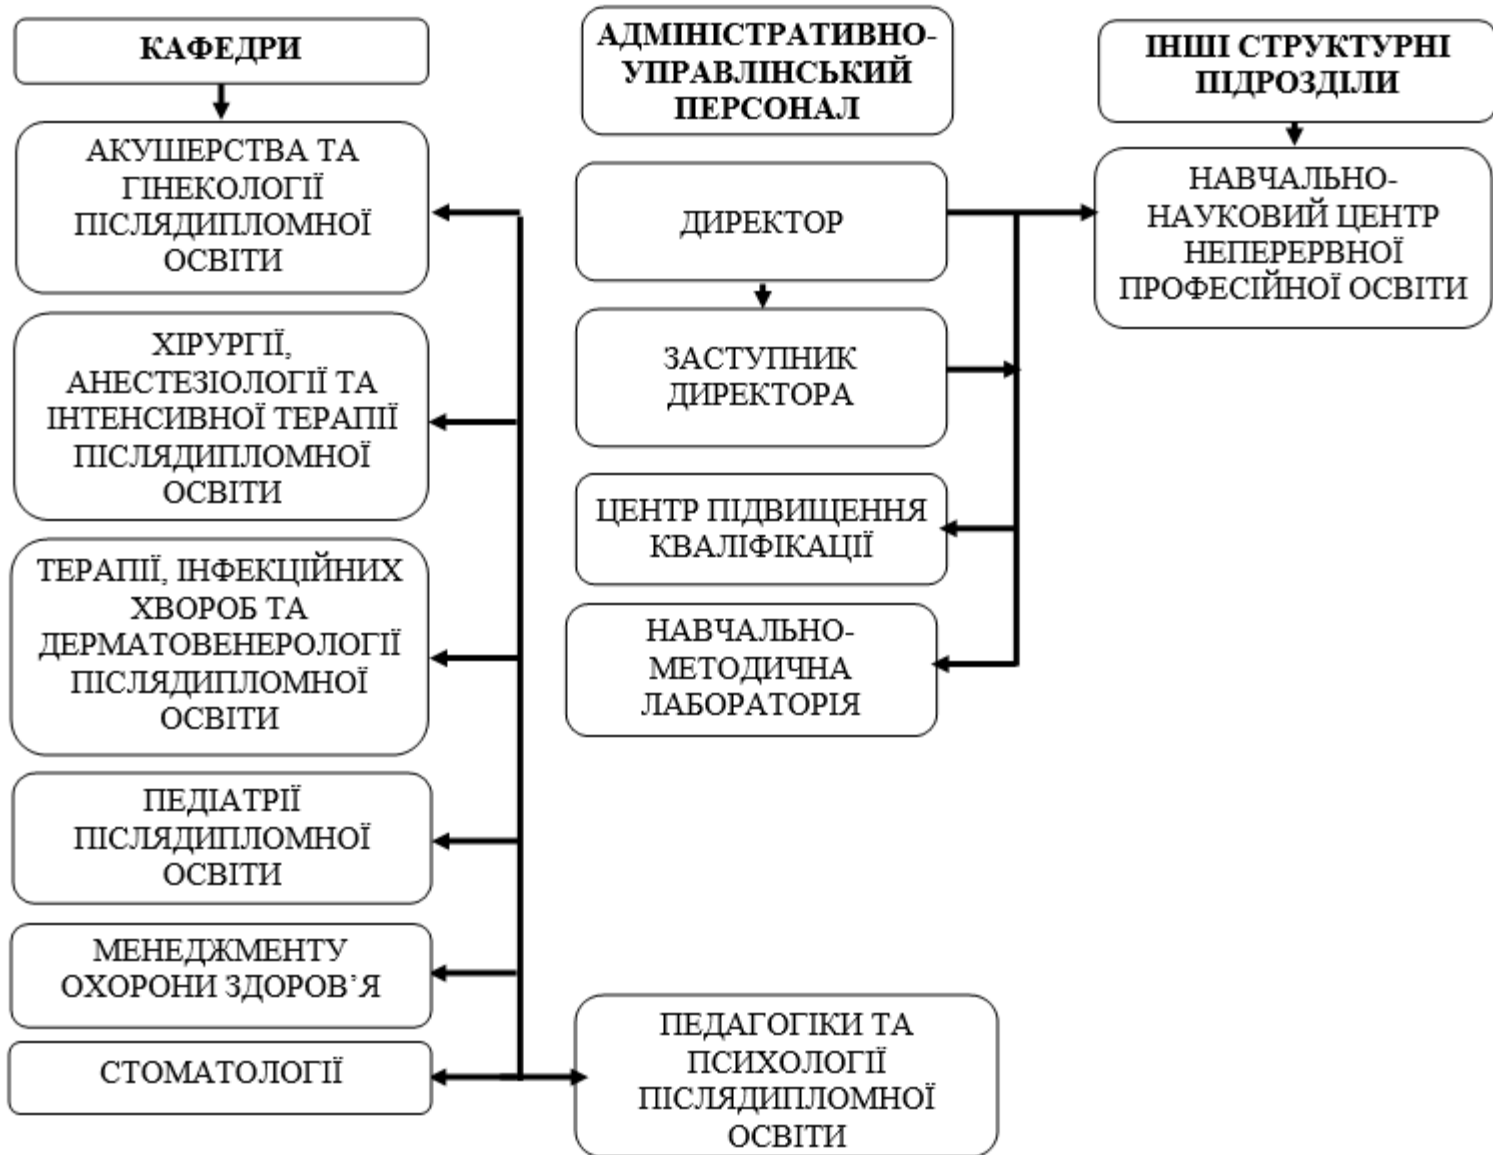 КАФЕДРИ
АКУШЕРСТВА ТА
ГІНЕКОЛОГІЇ
ПІСЛЯДИПЛОМНОЇ
ОСВІТИ
ХІРУРГІЇ,
АНЕСТЕЗІОЛОГІЇ ТА
ІНТЕНСИВНОЇ ТЕРАПІЇ
ПІСЛЯДИПЛОМНОЇ
ОСВІТИ
ТЕРАПІЇ, ІНФЕКЦІЙНИХ
ХВОРОБ ТА
ДЕРМАТОВЕНЕРОЛОГІЇ
ПІСЛЯДИПЛОМНОЇ
ОСВІТИ
ПЕДІАТРІЇ
ПІСЛЯДИПЛОМНОЇ
ОСВІТИ
МЕНЕДЖМЕНТУ
ОХОРОНИ ЗДОРОВ’Я
СТОМАТОЛОГІЇ
АДМІНІСТРАТИВНО-
УПРАВЛІНСЬКИЙ
ПЕРСОНАЛ
ДИРЕКТОР
ЗАСТУПНИК
ДИРЕКТОРА
ЦЕНТР ПІДВИЩЕННЯ
КВАЛІФІКАЦІЇ
НАВЧАЛЬНО-
МЕТОДИЧНА
ЛАБОРАТОРІЯ
ПЕДАГОГІКИ ТА
ПСИХОЛОГІЇ
ПІСЛЯДИПЛОМНОЇ
ОСВІТИ
ІНШІ СТРУКТУРНІ
ПІДРОЗДІЛИ
НАВЧАЛЬНО-
НАУКОВИЙ ЦЕНТР
НЕПЕРЕРВНОЇ
ПРОФЕСІЙНОЇ ОСВІТИ